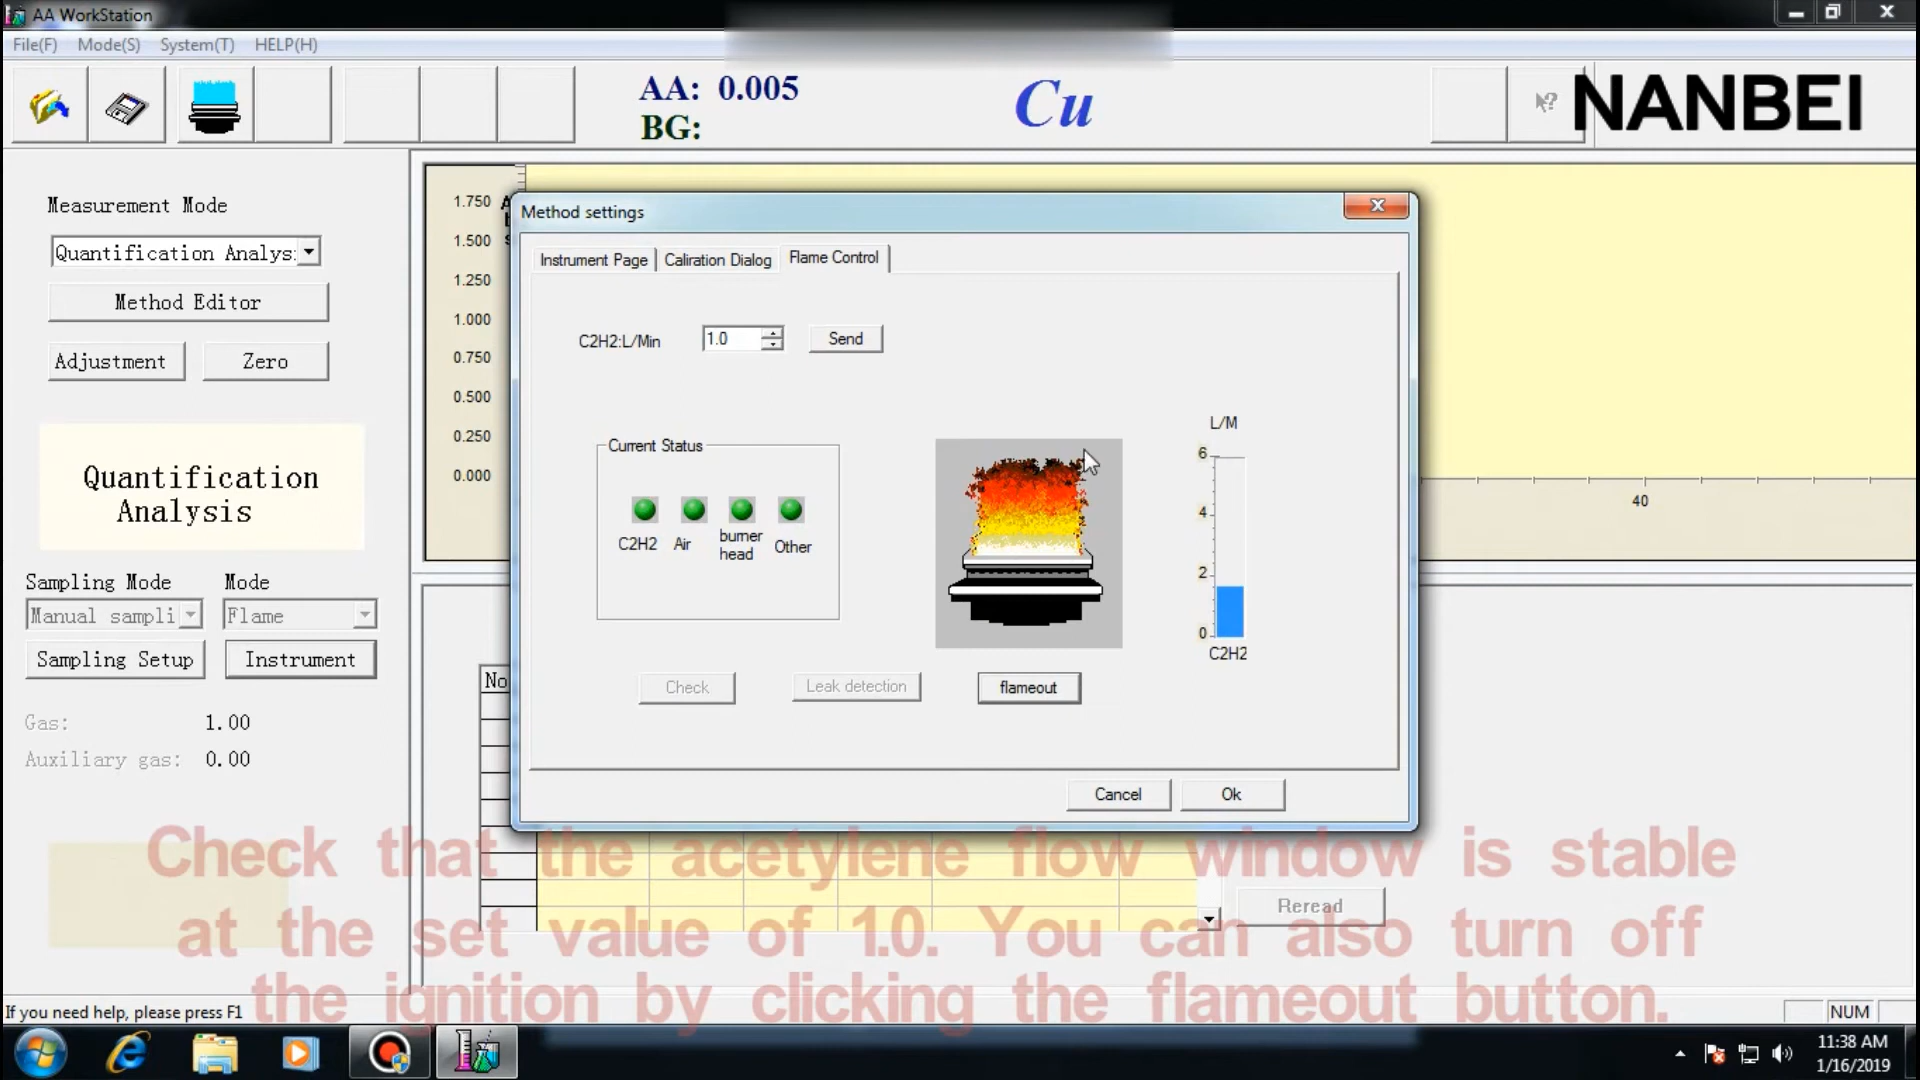 AA WorkStation
File(F) Mode(S) System(T) HELP(H)
AA: 0.005
BG:
Cu
NANBEI
Measurement Mode
Quantification Analys
Method Editor
Adjustment Zero
Quantification
Analysis
Sampling Mode Mode
Manual sampli Flame
Sampling Setup Instrument
Gas: 1.00
Auxiliary gas: 0.00
1.750
1.500
1.250
1.000
0.750
0.500
0.250
0.000
40
Method settings
Instrument Page Caliration Dialog Flame Control
C2H2:L/Min 1.0 Send
Current Status
C2H2 Air burner head Other
L/M
6
4
2
0
C2H2
Check Leak detection flameout
Cancel Ok
No
Reread
Check that the acetylene flow window is stable
at the set value of 1.0. You can also turn off
the ignition by clicking the flameout button.
If you need help, please press F1
NUM
11:38 AM
1/16/2019